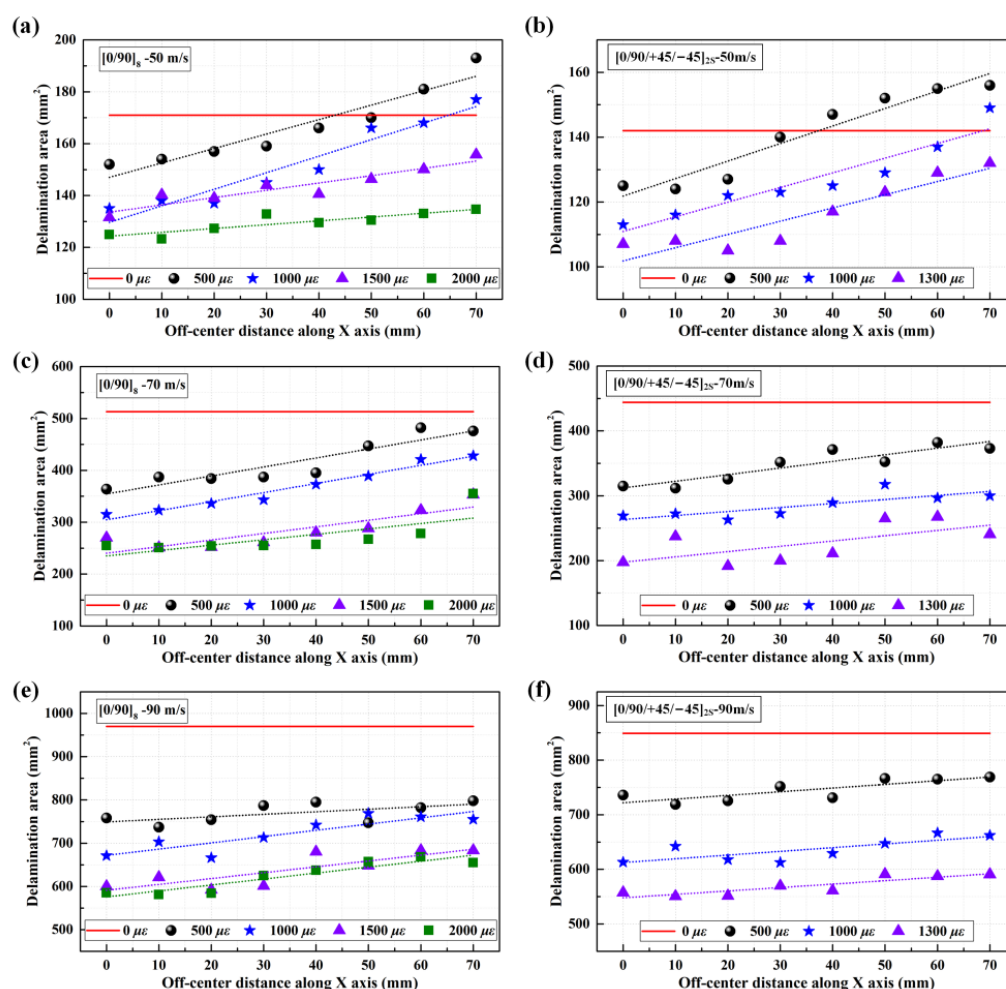 (a)
[0/90]₈ -50 m/s
Delamination area (mm²)
200
180
160
140
120
100
0 με 500 με 1000 με 1500 με 2000 με
0 10 20 30 40 50 60 70
Off-center distance along X axis (mm)
(b)
[0/90/+45/−45]2S-50m/s
Delamination area (mm²)
160
140
120
100
0 με 500 με 1000 με 1300 με
0 10 20 30 40 50 60 70
Off-center distance along X axis (mm)
(c)
[0/90]₈ -70 m/s
Delamination area (mm²)
600
500
400
300
200
100
0 με 500 με 1000 με 1500 με 2000 με
0 10 20 30 40 50 60 70
Off-center distance along X axis (mm)
(d)
[0/90/+45/−45]2S-70m/s
Delamination area (mm²)
500
400
300
200
100
0 με 500 με 1000 με 1300 με
0 10 20 30 40 50 60 70
Off-center distance along X axis (mm)
(e)
[0/90]₈ -90 m/s
Delamination area (mm²)
1000
900
800
700
600
500
0 με 500 με 1000 με 1500 με 2000 με
0 10 20 30 40 50 60 70
Off-center distance along X axis (mm)
(f)
[0/90/+45/−45]2S-90m/s
Delamination area (mm²)
900
800
700
600
500
0 με 500 με 1000 με 1300 με
0 10 20 30 40 50 60 70
Off-center distance along X axis (mm)